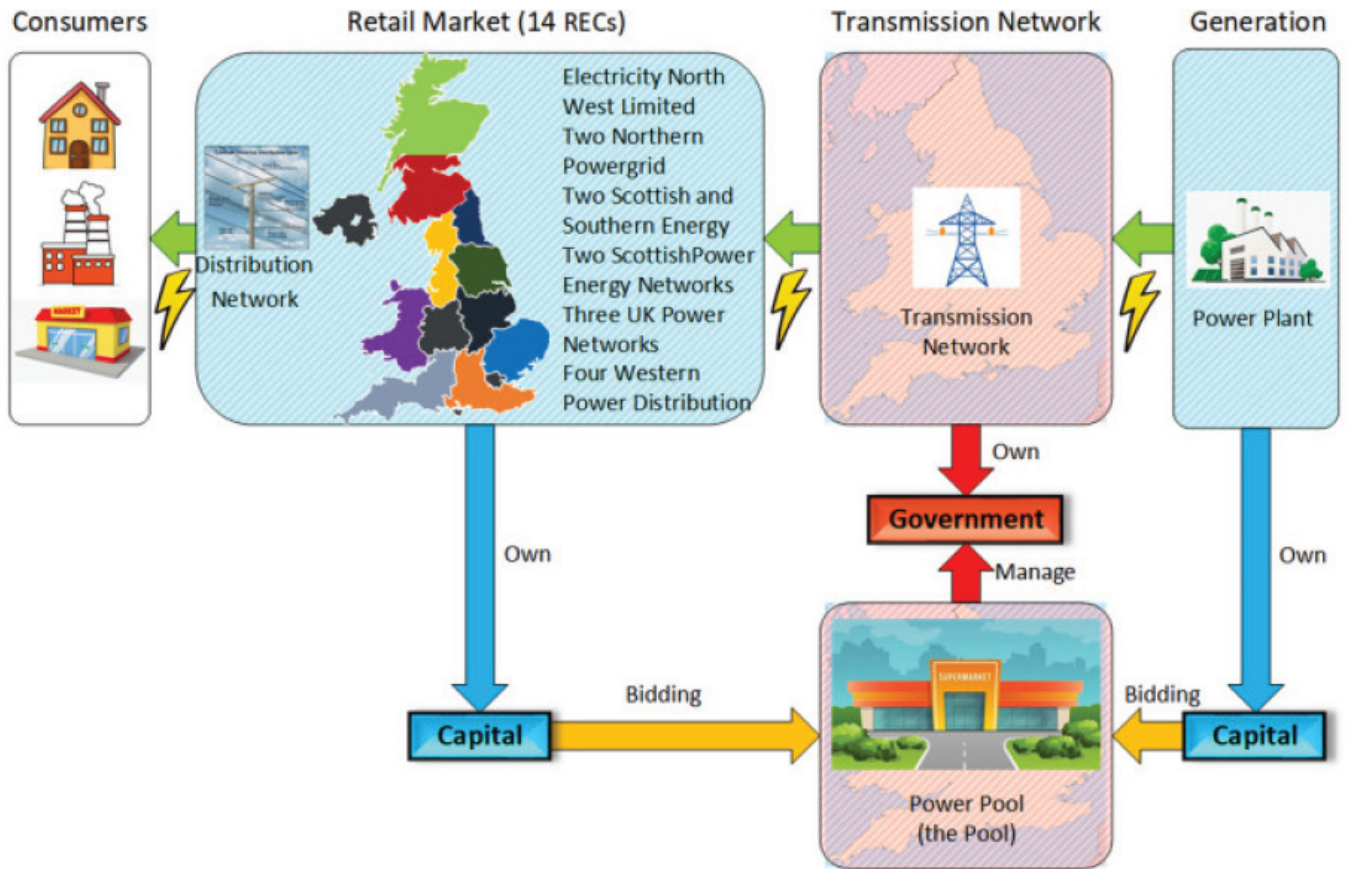 Consumers
Retail Market (14 RECs)
Transmission Network
Generation
Electricity North
West Limited
Two Northern
Powergrid
Two Scottish and
Southern Energy
Two ScottishPower
Energy Networks
Three UK Power
Networks
Four Western
Power Distribution
Distribution
Network
MARKET
Transmission
Network
Power Plant
Own
Government
Manage
Own
Own
Bidding
Bidding
Capital
Capital
SUPERMARKET
Power Pool
(the Pool)